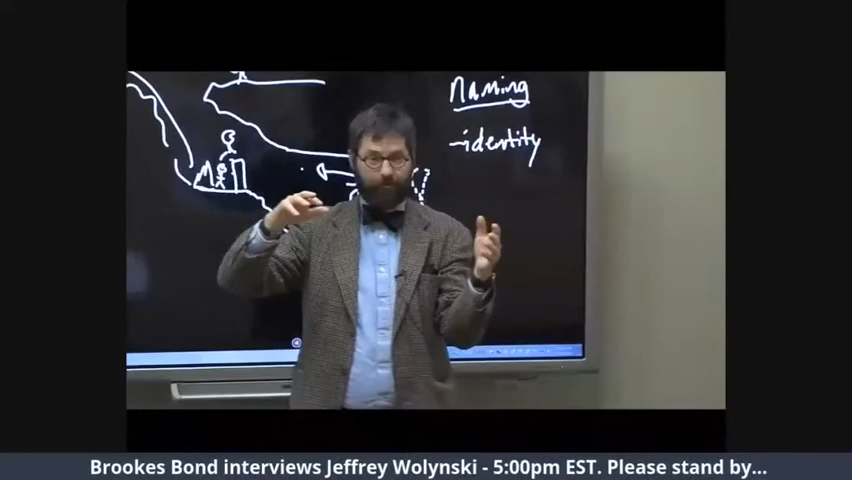 Naming
-identity
Brookes Bond interviews Jeffrey Wolynski - 5:00pm EST. Please stand by...